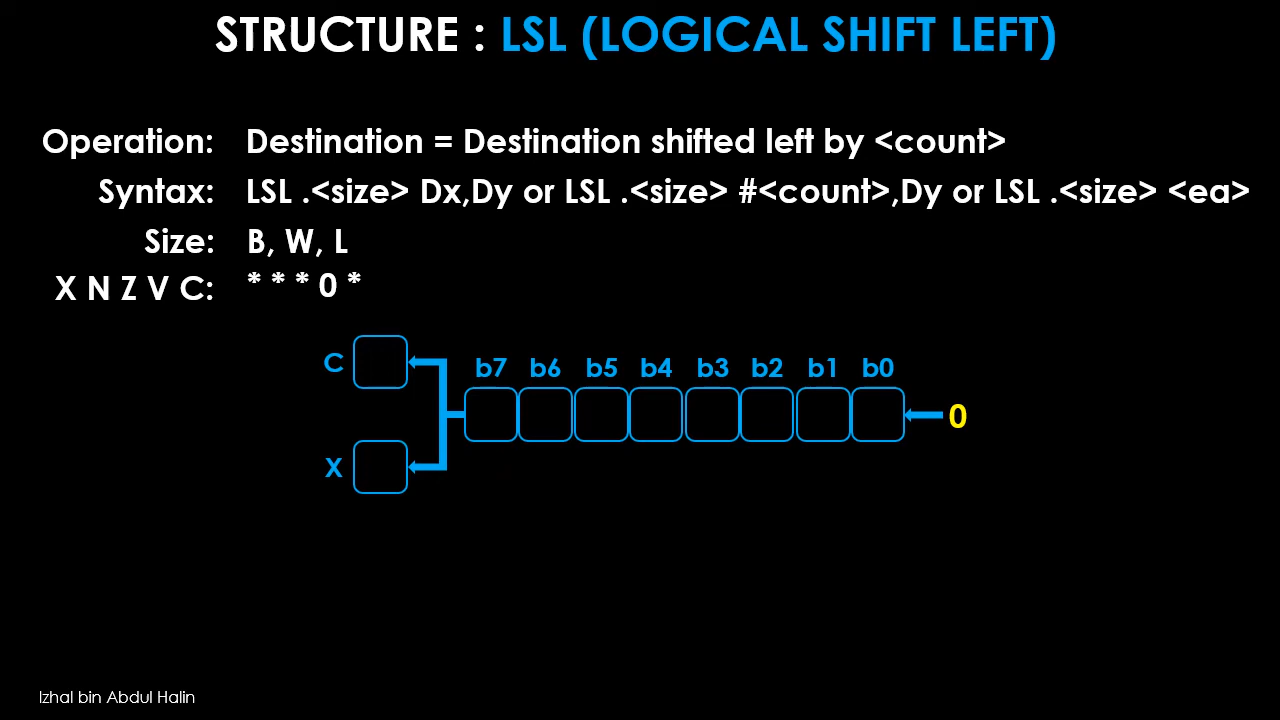 STRUCTURE : LSL (LOGICAL SHIFT LEFT)
Operation: Destination = Destination shifted left by <count>
Syntax: LSL .<size> Dx,Dy or LSL .<size> #<count>,Dy or LSL .<size> <ea>
Size: B, W, L
X N Z V C: * * * 0 *
C b7 b6 b5 b4 b3 b2 b1 b0
0
X
Izhal bin Abdul Halin